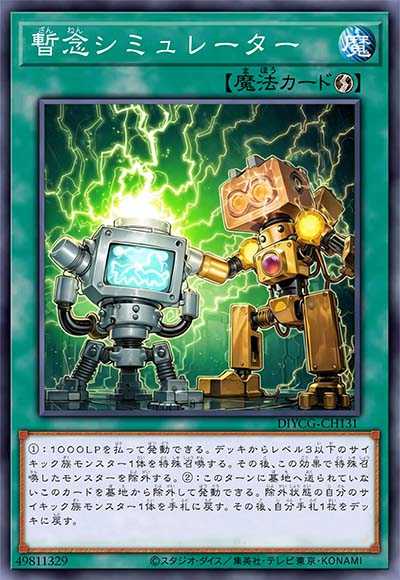 暫念シミュレーター
【魔法カード】
DIYCG-CH131
①:1000LPを払って発動できる。デッキからレベル3以下のサイ
キック族モンスター1体を特殊召喚する。その後、この効果で特殊召
喚したモンスターを除外する。②:このターンに墓地へ送られていな
いこのカードを墓地から除外して発動できる。除外状態の自分のサ
イキック族モンスター1体を手札に戻す。その後、自分手札1枚をデッ
キに戻す。
49811329
©スタジオ・ダイス/集英社・テレビ東京・KONAMI